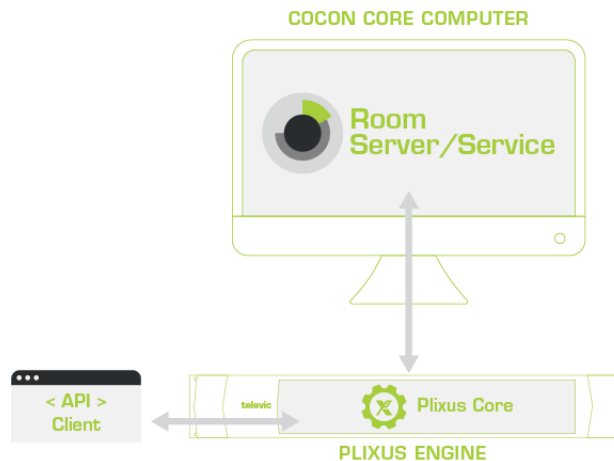 COCON CORE COMPUTER
Room
Server/Service
< API >
Client
televic
Plixus Core
PLIXUS ENGINE